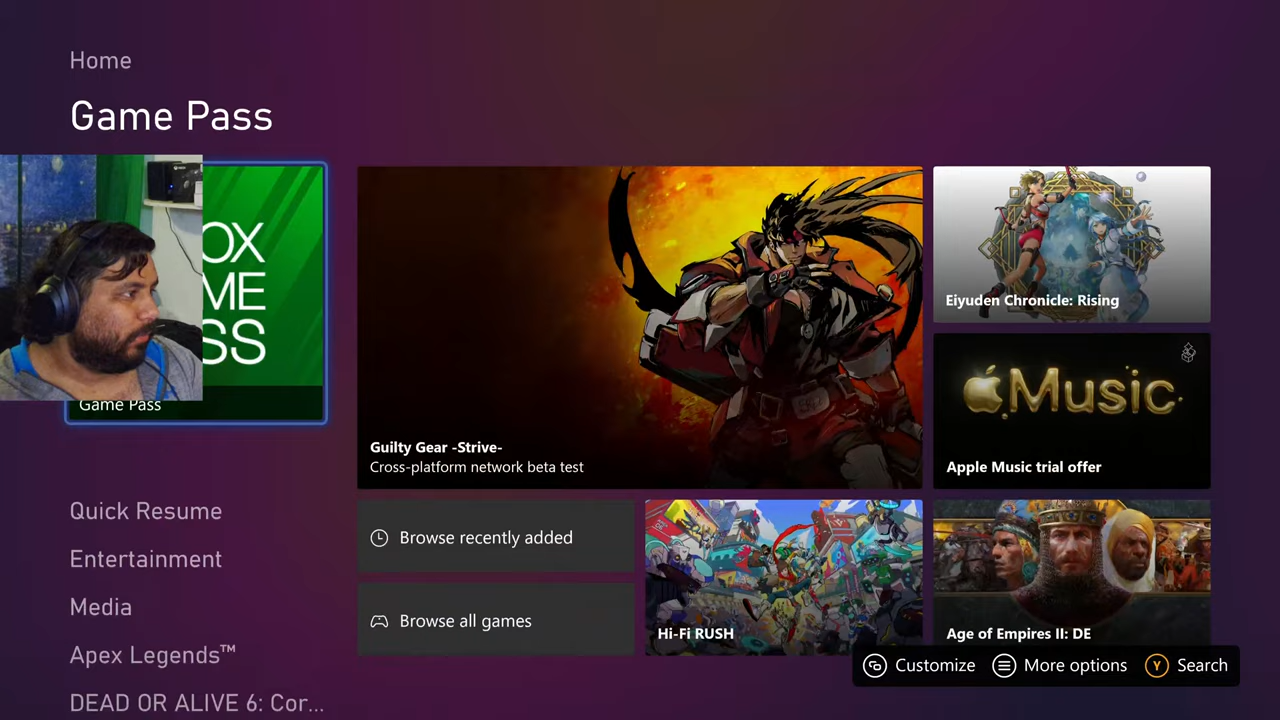 Home
Game Pass
OX
ME
SS
Game Pass
Guilty Gear -Strive-
Cross-platform network beta test
Eiyuden Chronicle: Rising
Music
Apple Music trial offer
Browse recently added
Browse all games
Hi-Fi RUSH
Age of Empires II: DE
Quick Resume
Entertainment
Media
Apex Legends™
DEAD OR ALIVE 6: Cor...
Customize
More options
Y Search